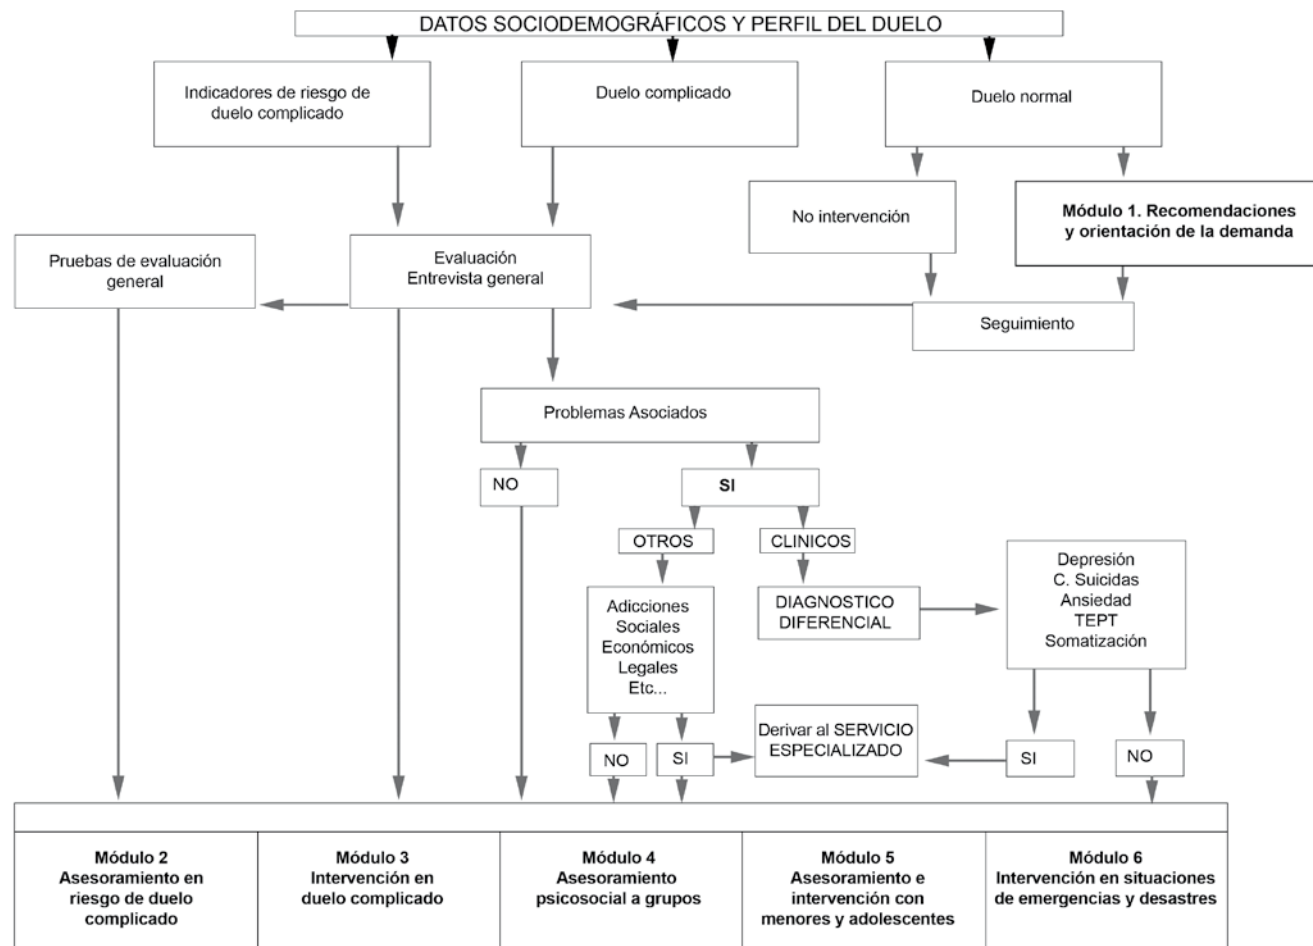 DATOS SOCIODEMOGRÁFICOS Y PERFIL DEL DUELO
Indicadores de riesgo de
duelo complicado
Duelo complicado
Duelo normal
No intervención
Módulo 1. Recomendaciones
y orientación de la demanda
Pruebas de evaluación
general
Evaluación
Entrevista general
Seguimiento
Problemas Asociados
NO
SI
OTROS
CLINICOS
Adicciones
Sociales
Económicos
Legales
Etc...
DIAGNOSTICO
DIFERENCIAL
Depresión
C. Suicidas
Ansiedad
TEPT
Somatización
NO
SI
Derivar al SERVICIO
ESPECIALIZADO
SI
NO
Módulo 2
Asesoramiento en
riesgo de duelo
complicado
Módulo 3
Intervención en
duelo complicado
Módulo 4
Asesoramiento
psicosocial a grupos
Módulo 5
Asesoramiento e
intervención con
menores y adolescentes
Módulo 6
Intervención en situaciones
de emergencias y desastres